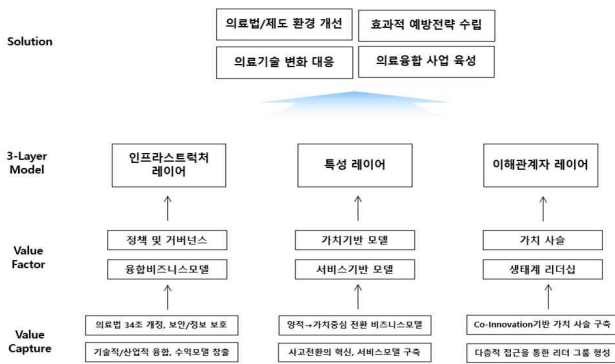 Solution
의료법/제도 환경 개선
효과적 예방전략 수립
의료기술 변화 대응
의료융합 사업 육성
3-Layer
Model
인프라스트럭처
레이어
특성 레이어
이해관계자 레이어
Value
Factor
정책 및 거버넌스
가치기반 모델
가치 사슬
융합비즈니스모델
서비스기반 모델
생태계 리더십
Value
Capture
의료법 34조 개정, 보안/정보 보호
양적→가치중심 전환 비즈니스모델
Co-Innovation기반 가치 사슬 구축
기술적/산업적 융합, 수익모델 창출
사고전환의 혁신, 서비스모델 구축
다층적 접근을 통한 리더 그룹 형성